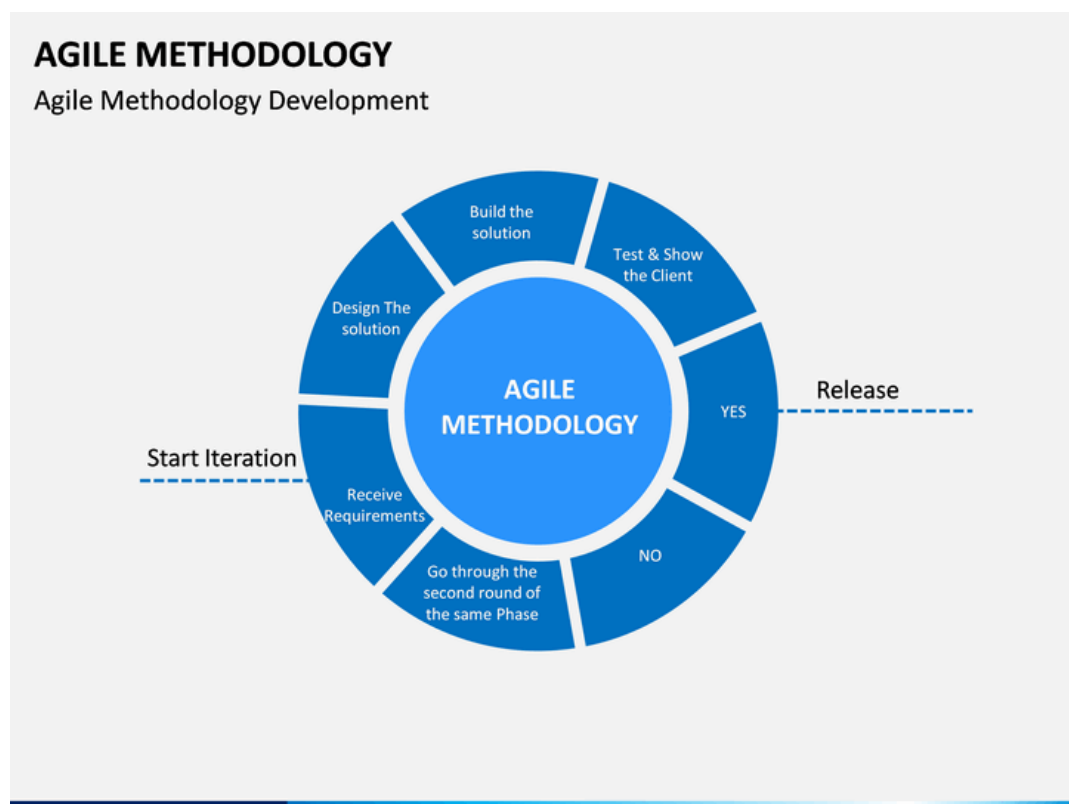 AGILE METHODOLOGY
Agile Methodology Development
Build the
solution
Test & Show
the Client
Design The
solution
AGILE
METHODOLOGY
YES
Release
Start Iteration
Receive
Requirements
NO
Go through the
second round of
the same Phase